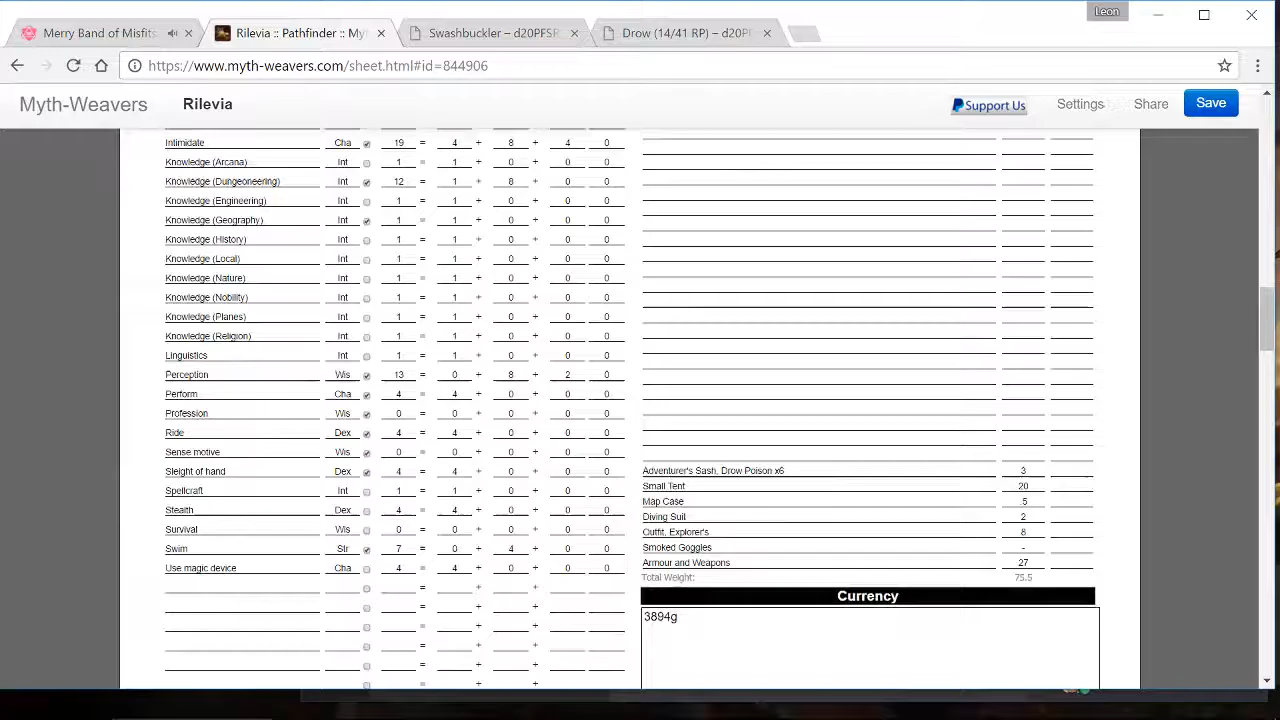 Leon
Merry Band of Misfits
Rilevia :: Pathfinder :: My
Swashbuckler – d20PFSR
Drow (14/41 RP) – d20PF
https://www.myth-weavers.com/sheet.html#id=844906
Myth-Weavers Rilevia Support Us Settings Share Save
Intimidate Cha 19 = 4 + 8 + 4 0
Knowledge (Arcana) Int 1 = 1 + 0 + 0 0
Knowledge (Dungeoneering) Int 12 = 1 + 8 + 0 0
Knowledge (Engineering) Int 1 = 1 + 0 + 0 0
Knowledge (Geography) Int 1 = 1 + 0 + 0 0
Knowledge (History) Int 1 = 1 + 0 + 0 0
Knowledge (Local) Int 1 = 1 + 0 + 0 0
Knowledge (Nature) Int 1 = 1 + 0 + 0 0
Knowledge (Nobility) Int 1 = 1 + 0 + 0 0
Knowledge (Planes) Int 1 = 1 + 0 + 0 0
Knowledge (Religion) Int 1 = 1 + 0 + 0 0
Linguistics Int 1 = 1 + 0 + 0 0
Perception Wis 13 = 0 + 8 + 2 0
Perform Cha 4 = 4 + 0 + 0 0
Profession Wis 0 = 0 + 0 + 0 0
Ride Dex 4 = 4 + 0 + 0 0
Sense motive Wis 0 = 0 + 0 + 0 0
Sleight of hand Dex 4 = 4 + 0 + 0 0
Spellcraft Int 1 = 1 + 0 + 0 0
Stealth Dex 4 = 4 + 0 + 0 0
Survival Wis 0 = 0 + 0 + 0 0
Swim Str 7 = 0 + 4 + 0 0
Use magic device Cha 4 = 4 + 0 + 0 0
= + +
= + +
= + +
= + +
= + +
= + +
Adventurer's Sash, Drow Poison x6 3
Small Tent 20
Map Case .5
Diving Suit 2
Outfit, Explorer's 8
Smoked Goggles -
Armour and Weapons 27
Total Weight: 75.5
Currency
3894g